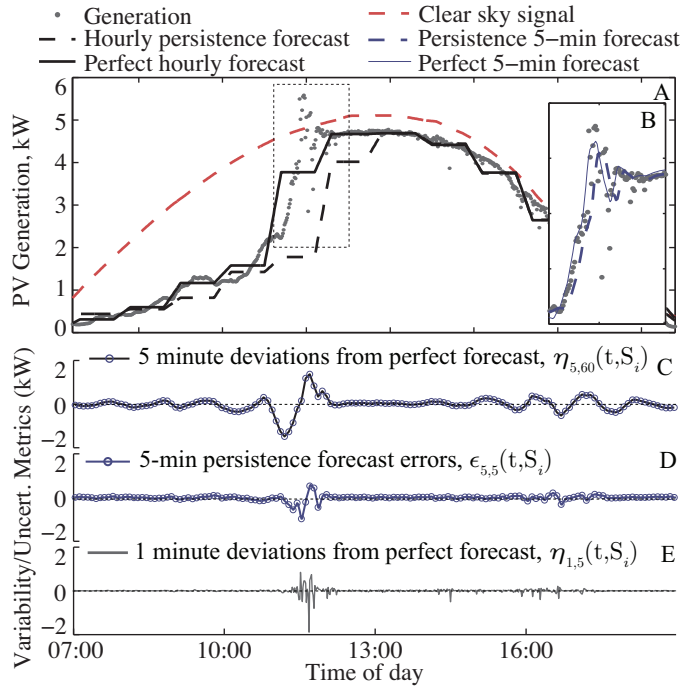 Generation
Clear sky signal
Hourly persistence forecast
Persistence 5−min forecast
Perfect hourly forecast
Perfect 5−min forecast
PV Generation, kW
6
5
4
3
2
1
0
A
B
Variability/Uncert. Metrics (kW)
5 minute deviations from perfect forecast, η5,60(t,Si)
C
2
0
−2
5-min persistence forecast errors, ϵ5,5(t,Si)
D
2
0
−2
1 minute deviations from perfect forecast, η1,5(t,Si)
E
2
0
−2
07:00 10:00 13:00 16:00
Time of day